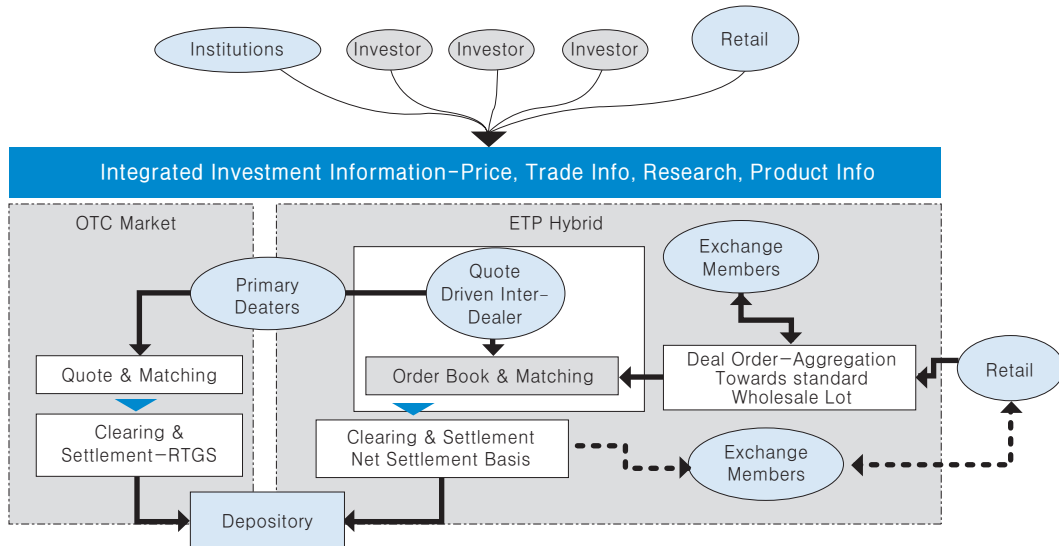 Institutions
Investor
Investor
Investor
Retail
Integrated Investment Information-Price, Trade Info, Research, Product Info
OTC Market
ETP Hybrid
Primary
Deaters
Quote
Driven Inter-
Dealer
Exchange
Members
Quote & Matching
Order Book & Matching
Deal Order-Aggregation
Towards standard
Wholesale Lot
Retail
Clearing &
Settlement-RTGS
Clearing & Settlement
Net Settlement Basis
Exchange
Members
Depository